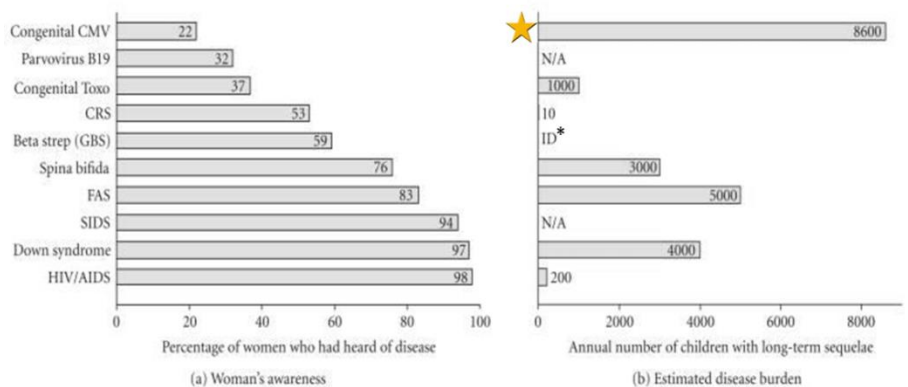 Congenital CMV 22 8600
Parvovirus B19 32 N/A
Congenital Toxo 37 1000
CRS 53 10
Beta strep (GBS) 59 ID*
Spina bifida 76 3000
FAS 83 5000
SIDS 94 N/A
Down syndrome 97 4000
HIV/AIDS 98 200
0 20 40 60 80 100 0 2000 4000 6000 8000
Percentage of women who had heard of disease Annual number of children with long-term sequelae
(a) Woman's awareness (b) Estimated disease burden